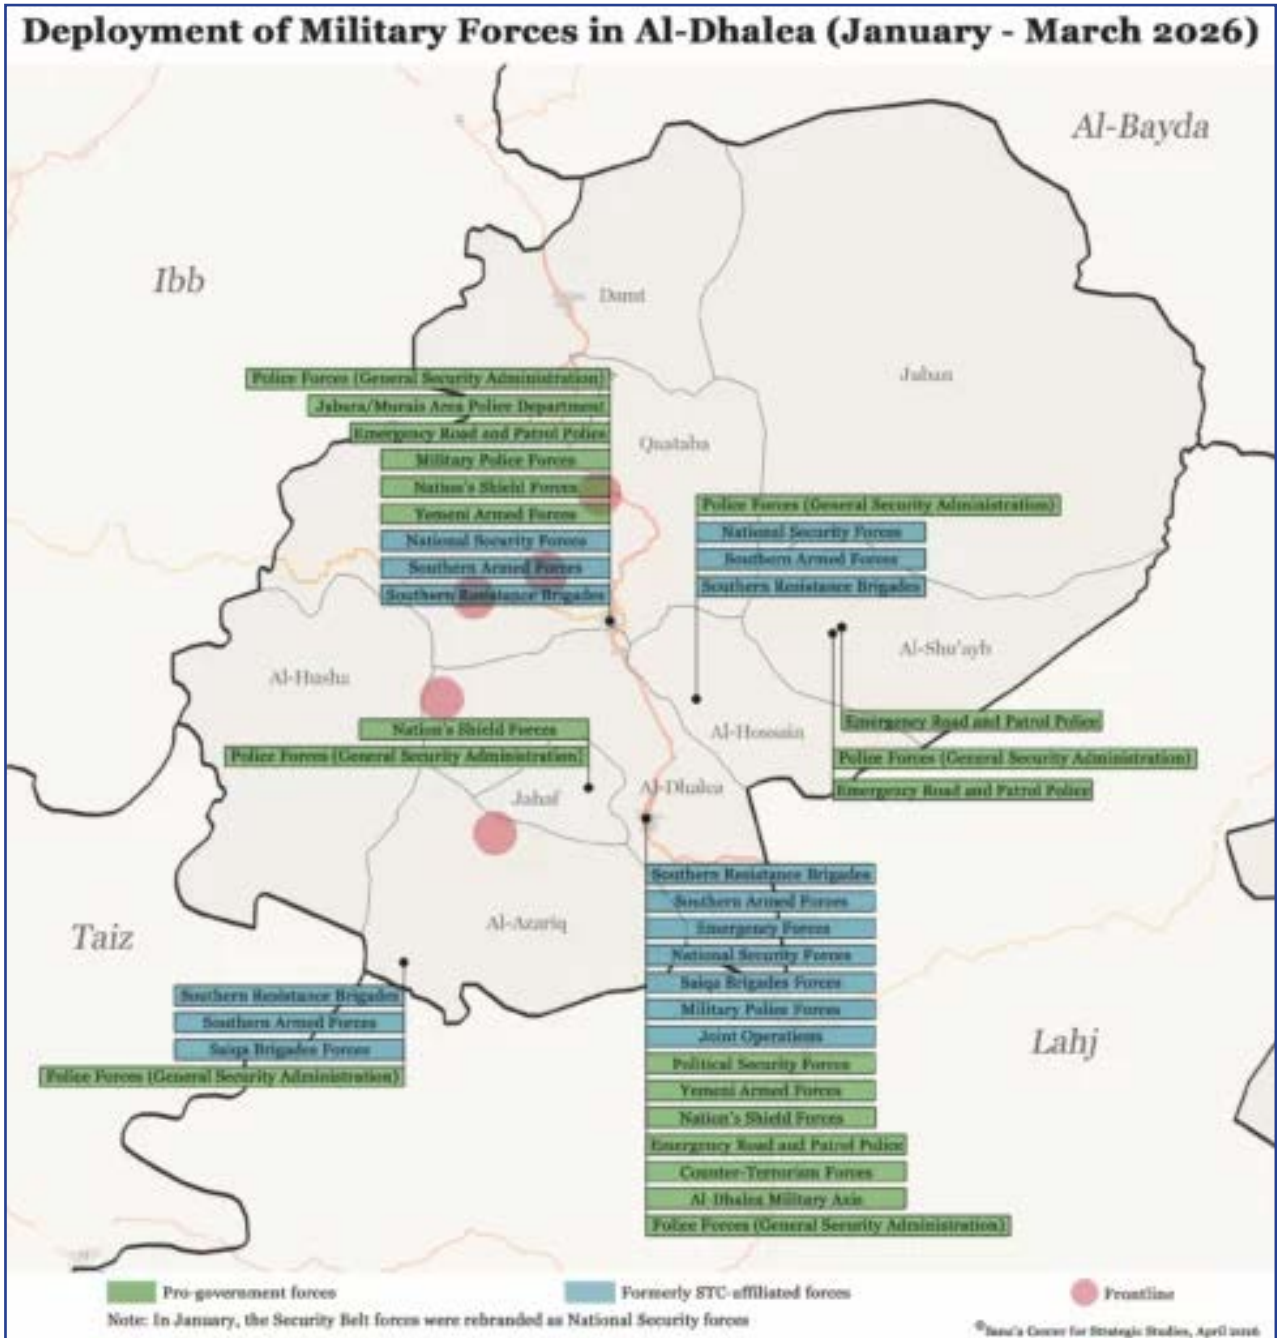 Deployment of Military Forces in Al-Dhalea (January - March 2026)
Al-Bayda
Ibb
Damt
Jaban
Police Forces (General Security Administration)
Jabara/Murais Area Police Department
Emergency Road and Patrol Police
Quataba
Military Police Forces
Nation's Shield Forces
Yemeni Armed Forces
National Security Forces
Southern Armed Forces
Southern Resistance Brigades
Police Forces (General Security Administration)
National Security Forces
Southern Armed Forces
Southern Resistance Brigades
Al-Shu'ayb
Al-Husha
Emergency Road and Patrol Police
Police Forces (General Security Administration)
Emergency Road and Patrol Police
Al-Hossain
Nation's Shield Forces
Police Forces (General Security Administration)
Jahaf
Al-Dhalea
Southern Resistance Brigades
Southern Armed Forces
Emergency Forces
National Security Forces
Saiqa Brigades Forces
Military Police Forces
Joint Operations
Political Security Forces
Yemeni Armed Forces
Nation's Shield Forces
Emergency Road and Patrol Police
Counter-Terrorism Forces
Al-Dhalea Military Axis
Police Forces (General Security Administration)
Al-Azariq
Taiz
Southern Resistance Brigades
Southern Armed Forces
Saiqa Brigades Forces
Police Forces (General Security Administration)
Lahj
Pro-government forces
Formerly STC-affiliated forces
Frontline
Note: In January, the Security Belt forces were rebranded as National Security forces
©Sana'a Center for Strategic Studies, April 2026